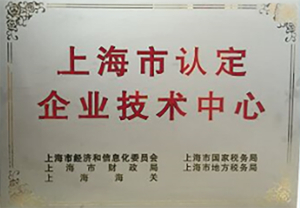 上海市认定
企业技术中心
上海市经济和信息化委员会 上海市国家税务局
上海市财政局 上海市地方税务局
上海海关